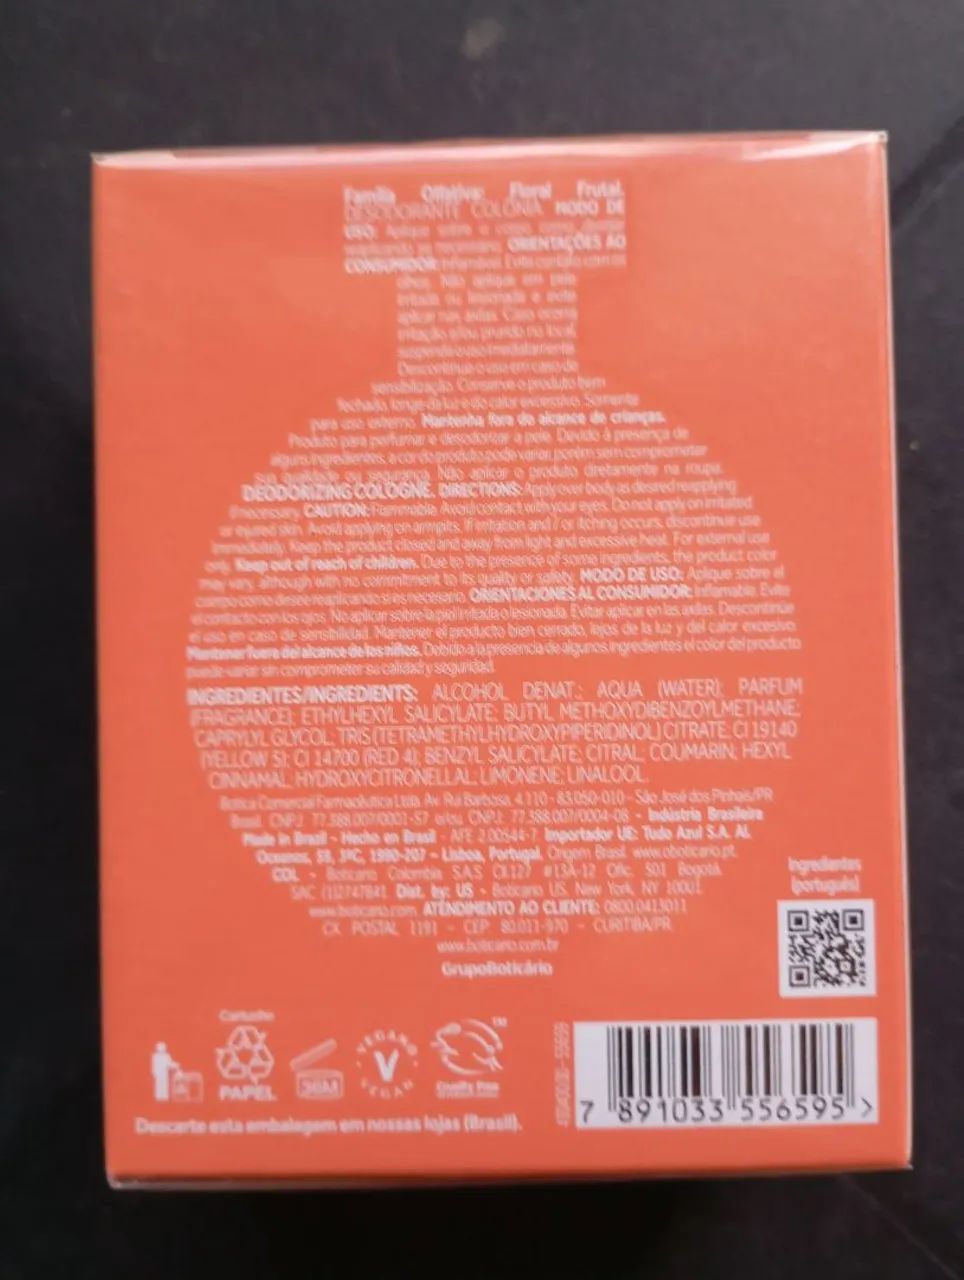 Família Olfativa: Floral Frutal.
DESODORANTE COLÔNIA. MODO DE
USO: Aplique sobre o corpo, como desejar,
reaplicando se necessário. ORIENTAÇÕES AO
CONSUMIDOR: Inflamável. Evite contato com os
olhos. Não aplique em pele
irritada ou lesionada e evite
aplicar nas axilas. Caso ocorra
irritação e/ou prurido no local,
suspenda o uso imediatamente.
Descontinue o uso em caso de
sensibilização. Conserve o produto bem
fechado, longe da luz e do calor excessivo. Somente
para uso externo. Mantenha fora do alcance de crianças.
Produto para perfumar e desodorizar a pele. Devido à presença de
alguns ingredientes, a cor do produto pode variar, porém sem comprometer
sua qualidade ou segurança. Não aplicar o produto diretamente na roupa.
DEODORIZING COLOGNE. DIRECTIONS: Apply over body as desired reapplying
if necessary. CAUTION: Flammable. Avoid contact with your eyes. Do not apply on irritated
or injured skin. Avoid applying on armpits. If irritation and / or itching occurs, discontinue use
immediately. Keep the product closed and away from light and excessive heat. For external use
only. Keep out of reach of children. Due to the presence of some ingredients, the product color
may vary, although with no commitment to its quality or safety. MODO DE USO: Aplique sobre el
cuerpo como desee reaplicando si es necesario. ORIENTACIONES AL CONSUMIDOR: Inflamable. Evite
el contacto con los ojos. No aplicar sobre la piel irritada o lesionada. Evitar aplicar en las axilas. Descontinúe
el uso en caso de sensibilidad. Mantener el producto bien cerrado, lejos de la luz y del calor excesivo.
Mantener fuera del alcance de los niños. Debido a la presencia de algunos ingredientes el color del producto
puede variar sin comprometer su calidad y seguridad.
INGREDIENTES/INGREDIENTS: ALCOHOL DENAT.; AQUA (WATER); PARFUM
(FRAGRANCE); ETHYLHEXYL SALICYLATE; BUTYL METHOXYDIBENZOYLMETHANE;
CAPRYLYL GLYCOL, TRIS (TETRAMETHYLHYDROXYPIPERIDINOL) CITRATE, CI 19140
(YELLOW 5); CI 14700 (RED 4); BENZYL SALICYLATE; CITRAL; COUMARIN; HEXYL
CINNAMAL; HYDROXYCITRONELLAL; LIMONENE; LINALOOL.
Botica Comercial Farmacêutica Ltda. Av. Rui Barbosa, 4.110 - 83.050-010 - São José dos Pinhais/PR
Brasil. CNPJ: 77.388.007/0001-57 e/ou CNPJ: 77.388.007/0004-08 - Indústria Brasileira
Made in Brasil - Hecho en Brasil - AFE 2.00544-7. Importador UE: Tudo Azul S.A. Al.
Oceanos, 59, 3ºC, 1990-207 - Lisboa, Portugal. Origem Brasil. www.oboticario.pt.
COL - Boticario Colombia S.A.S Cll.127 #13A-12 Ofic. 501 Bogotá.
SAC (1)2747841. Dist. by: US - Boticario US. New York, NY 10001
www.boticario.com. ATENDIMENTO AO CLIENTE: 0800.0413011
CX. POSTAL 1191 - CEP 80.011-970 - CURITIBA/PR
www.boticario.com.br
GrupoBoticário
Ingredientes
(português)
Cartucho
PAPEL
36M
VEGANO
VEGAN
Cruelty Free
TM
Descarte esta embalagem em nossas lojas (Brasil).
7 891033 556595 >